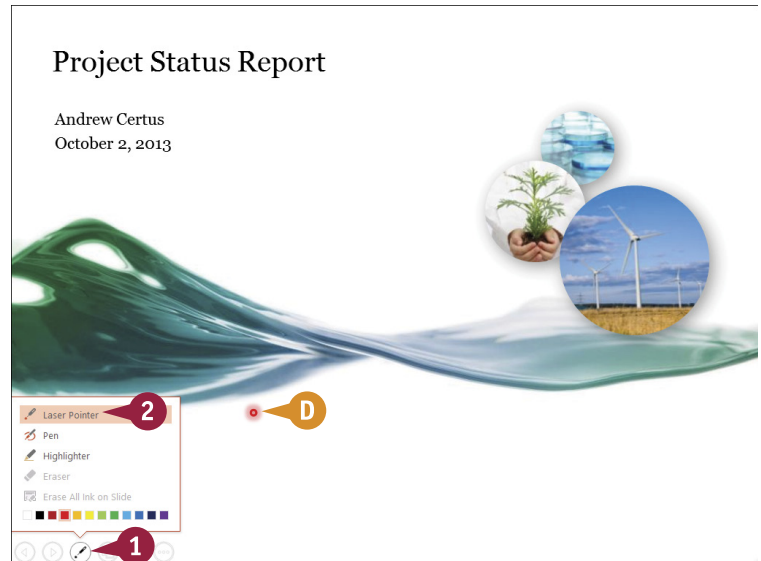 Project Status Report
Andrew Certus
October 2, 2013
Laser Pointer
2
D
Pen
Highlighter
Eraser
Erase All Ink on Slide
1